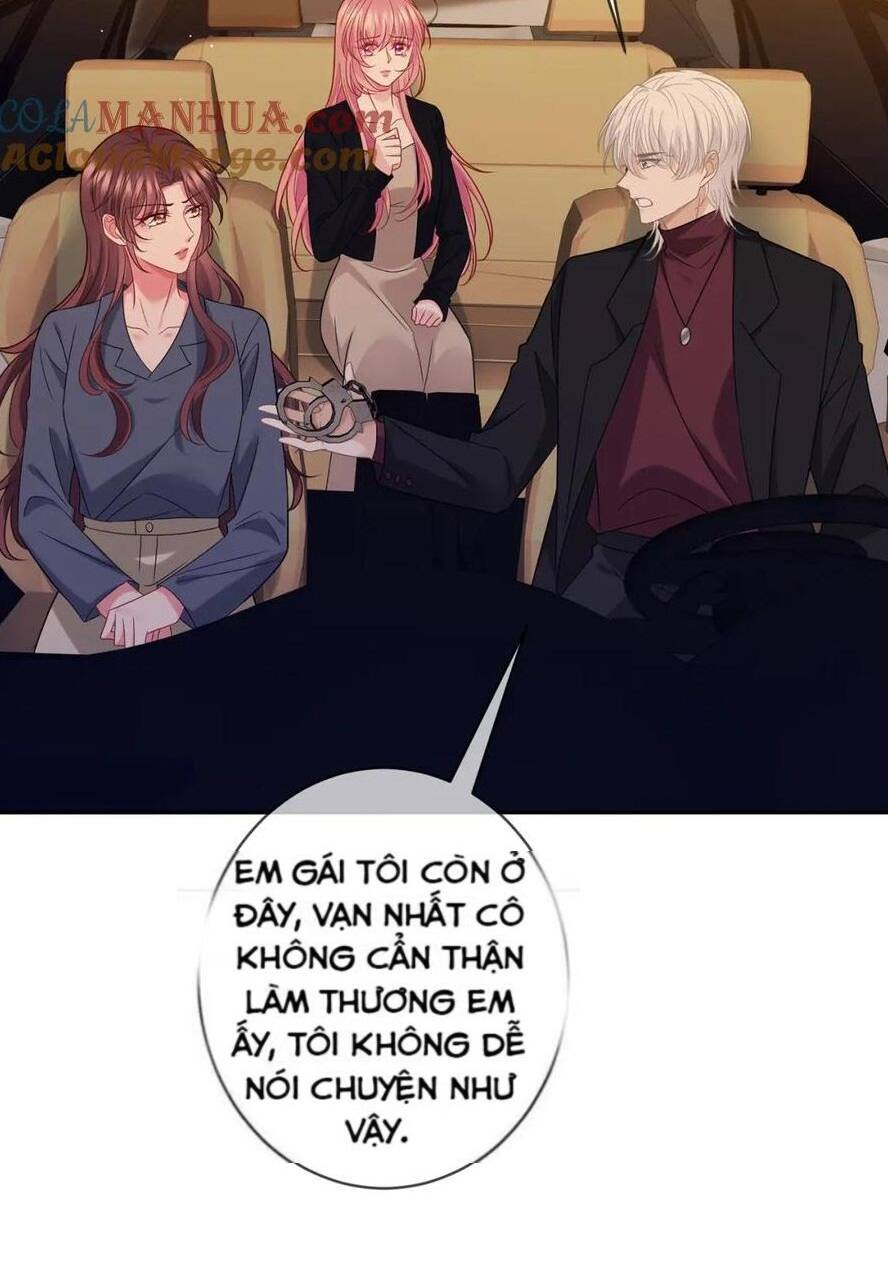 COLAMANHUA.com
AcloudMerge.com
EM GÁI TÔI CÒN Ở
ĐÂY, VẠN NHẤT CÔ
KHÔNG CẨN THẬN
LÀM THƯƠNG EM
ẤY, TÔI KHÔNG DỄ
NÓI CHUYỆN NHƯ
VẬY.